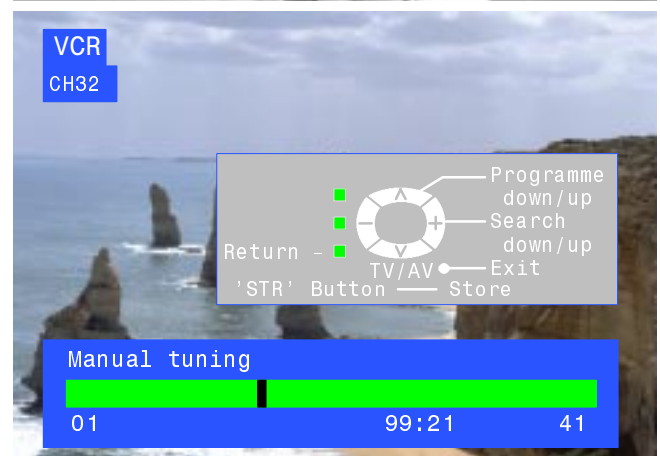 VCR
CH32
Programme
down/up
Search
down/up
Return –
TV/AV
Exit
'STR' Button
Store
Manual tuning
01 99:21 41